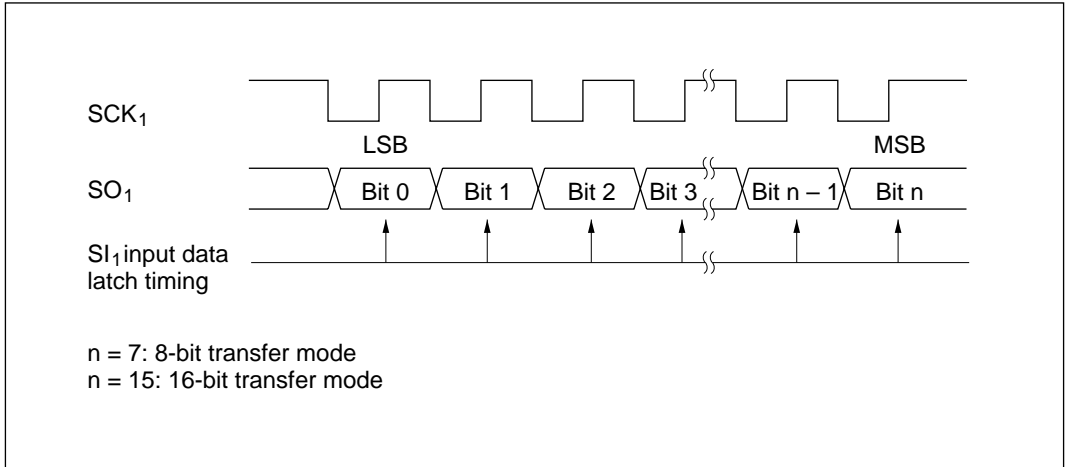 SCK1
LSB MSB
SO1 Bit 0 Bit 1 Bit 2 Bit 3 Bit n – 1 Bit n
SI1 input data
latch timing
n = 7: 8-bit transfer mode
n = 15: 16-bit transfer mode